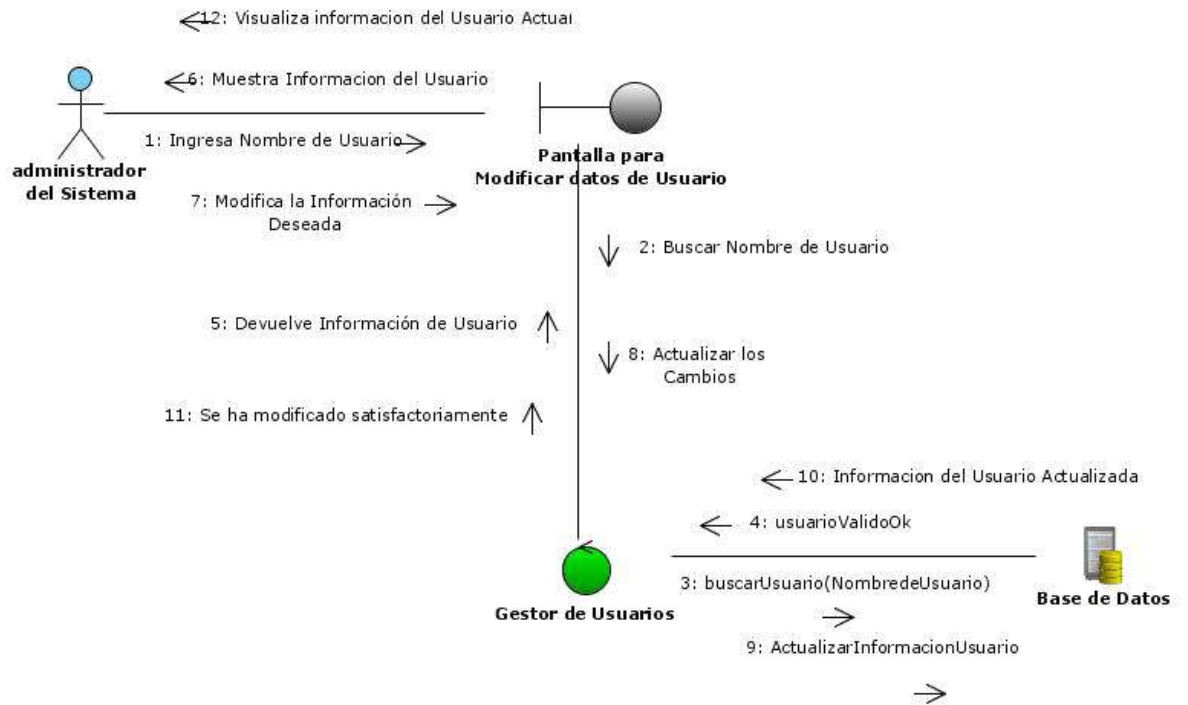 12: Visualiza informacion del Usuario Actual
6: Muestra Informacion del Usuario
1: Ingresa Nombre de Usuario
administrador
del Sistema
Pantalla para
Modificar datos de Usuario
7: Modifica la Información
Deseada
2: Buscar Nombre de Usuario
5: Devuelve Información de Usuario
8: Actualizar los
Cambios
11: Se ha modificado satisfactoriamente
10: Informacion del Usuario Actualizada
4: usuarioValidoOk
3: buscarUsuario(NombredeUsuario)
Gestor de Usuarios
Base de Datos
9: ActualizarInformacionUsuario